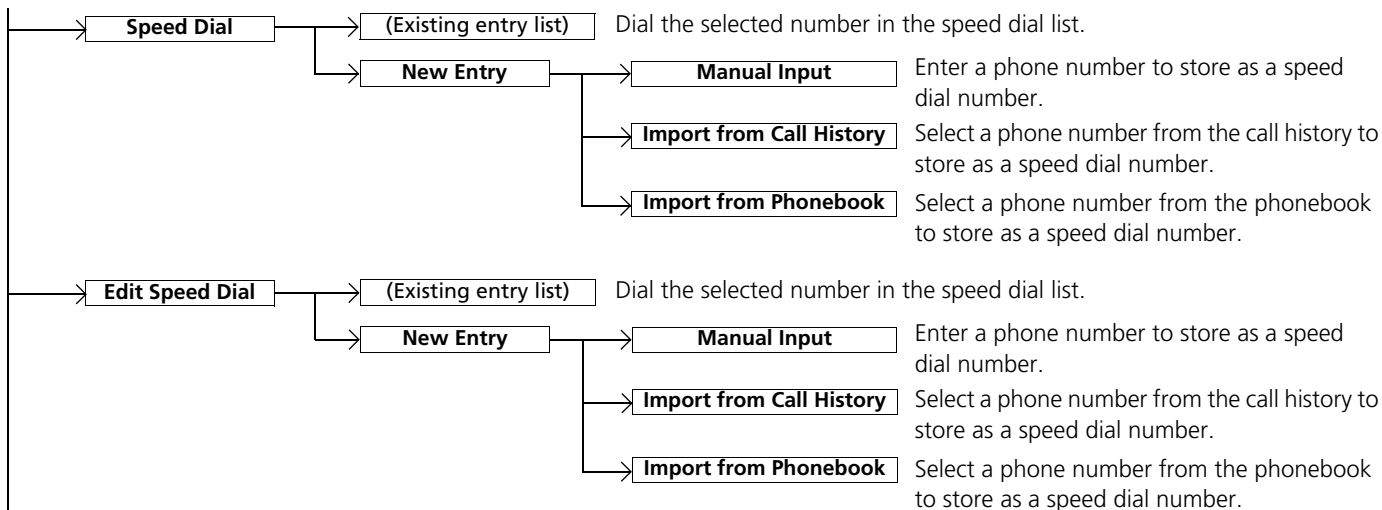 Speed Dial
(Existing entry list)
Dial the selected number in the speed dial list.
New Entry
Manual Input
Enter a phone number to store as a speed
dial number.
Import from Call History
Select a phone number from the call history to
store as a speed dial number.
Import from Phonebook
Select a phone number from the phonebook
to store as a speed dial number.
Edit Speed Dial
(Existing entry list)
Dial the selected number in the speed dial list.
New Entry
Manual Input
Enter a phone number to store as a speed
dial number.
Import from Call History
Select a phone number from the call history to
store as a speed dial number.
Import from Phonebook
Select a phone number from the phonebook
to store as a speed dial number.